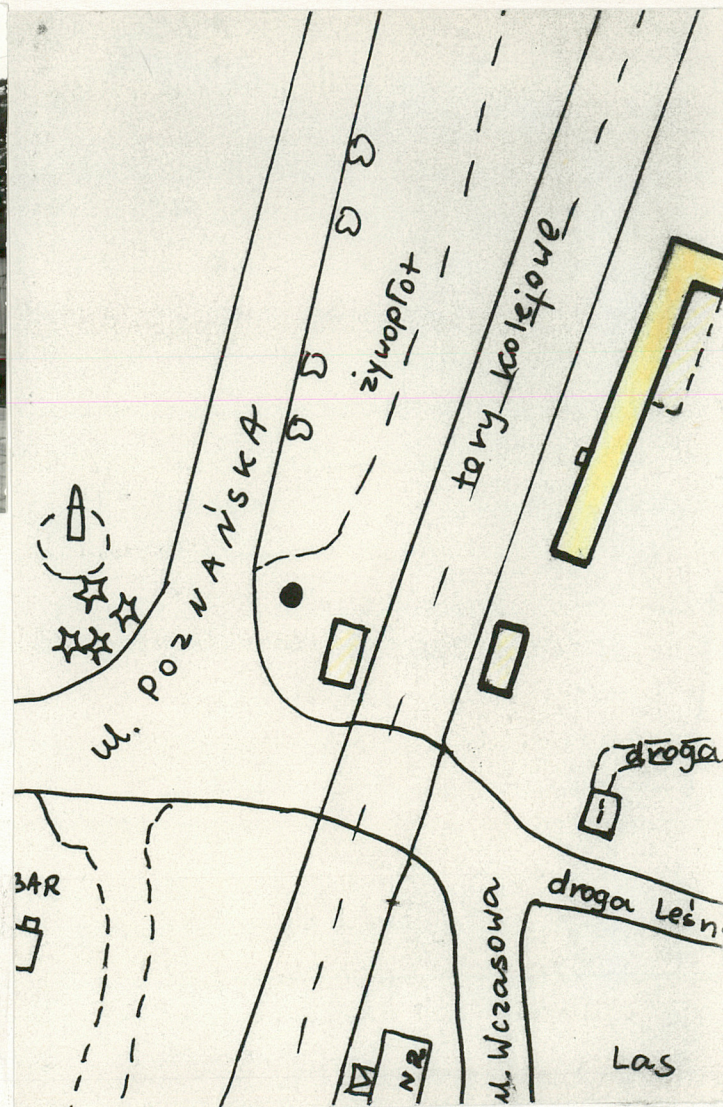 żywopłot
tory kolejowe
ul. POZNAŃSKA
droga
BAR
droga Leśn
ul. Wczasowa
NR
Las